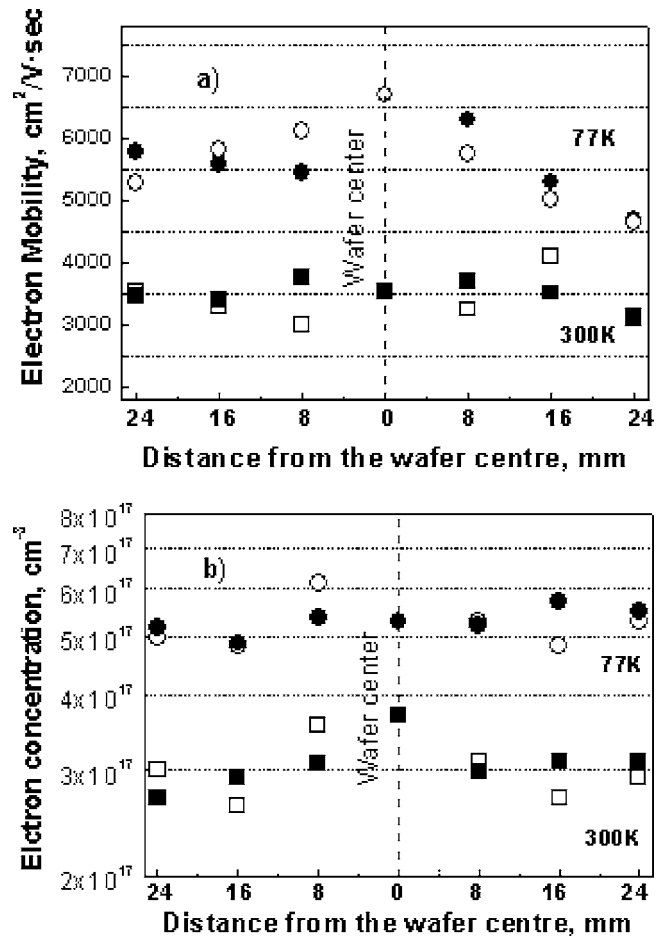 a)
Electron Mobility, cm²/V·sec
7000
6000
5000
4000
3000
2000
77K
300K
Wafer center
24 16 8 0 8 16 24
Distance from the wafer centre, mm
b)
Elctron concentration, cm⁻³
8x10¹⁷
7x10¹⁷
6x10¹⁷
5x10¹⁷
4x10¹⁷
3x10¹⁷
2x10¹⁷
77K
300K
Wafer center
24 16 8 0 8 16 24
Distance from the wafer centre, mm